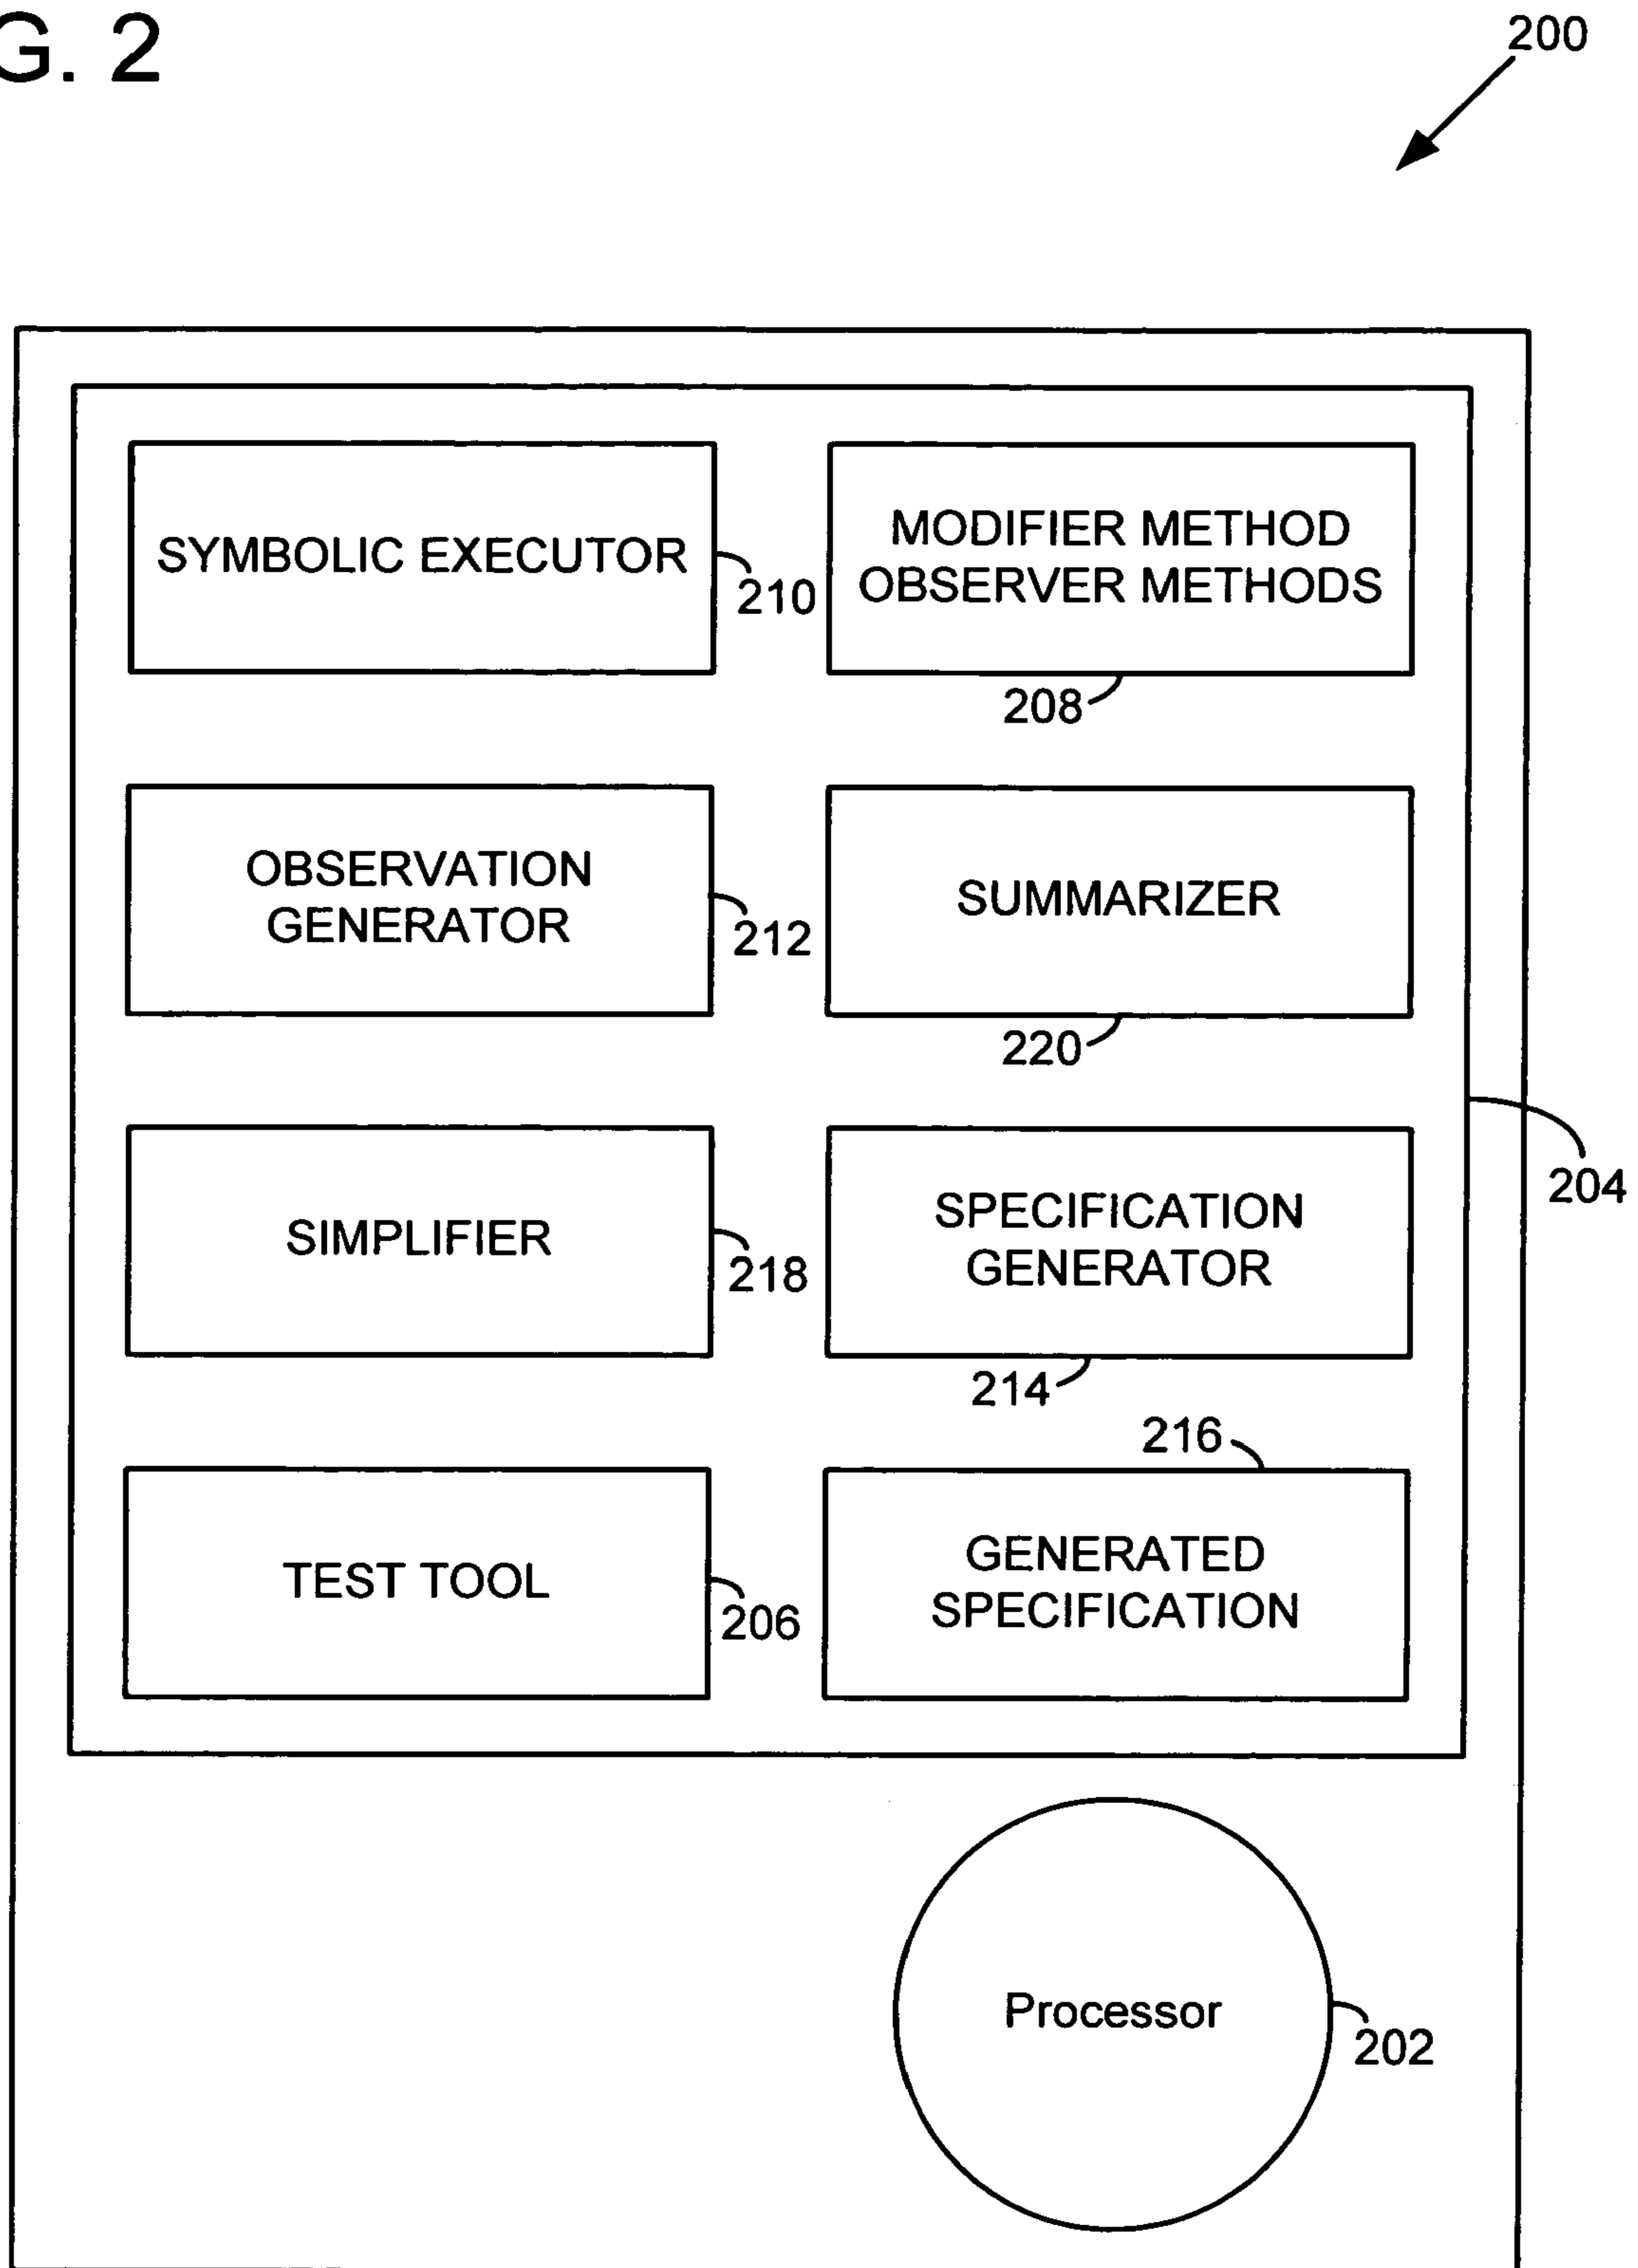 G. 2
200
SYMBOLIC EXECUTOR
210
MODIFIER METHOD
OBSERVER METHODS
208
OBSERVATION
GENERATOR
212
SUMMARIZER
220
204
SIMPLIFIER
218
SPECIFICATION
GENERATOR
214
216
TEST TOOL
206
GENERATED
SPECIFICATION
Processor
202